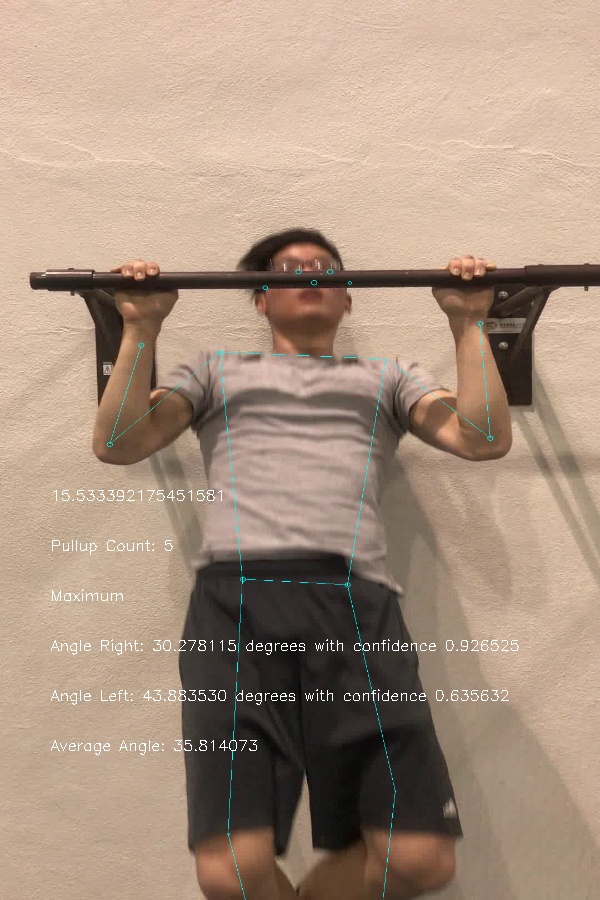 15.533392175451581
Pullup Count: 5
Maximum
Angle Right: 30.278115 degrees with confidence 0.926525
Angle Left: 43.883530 degrees with confidence 0.635632
Average Angle: 35.814073